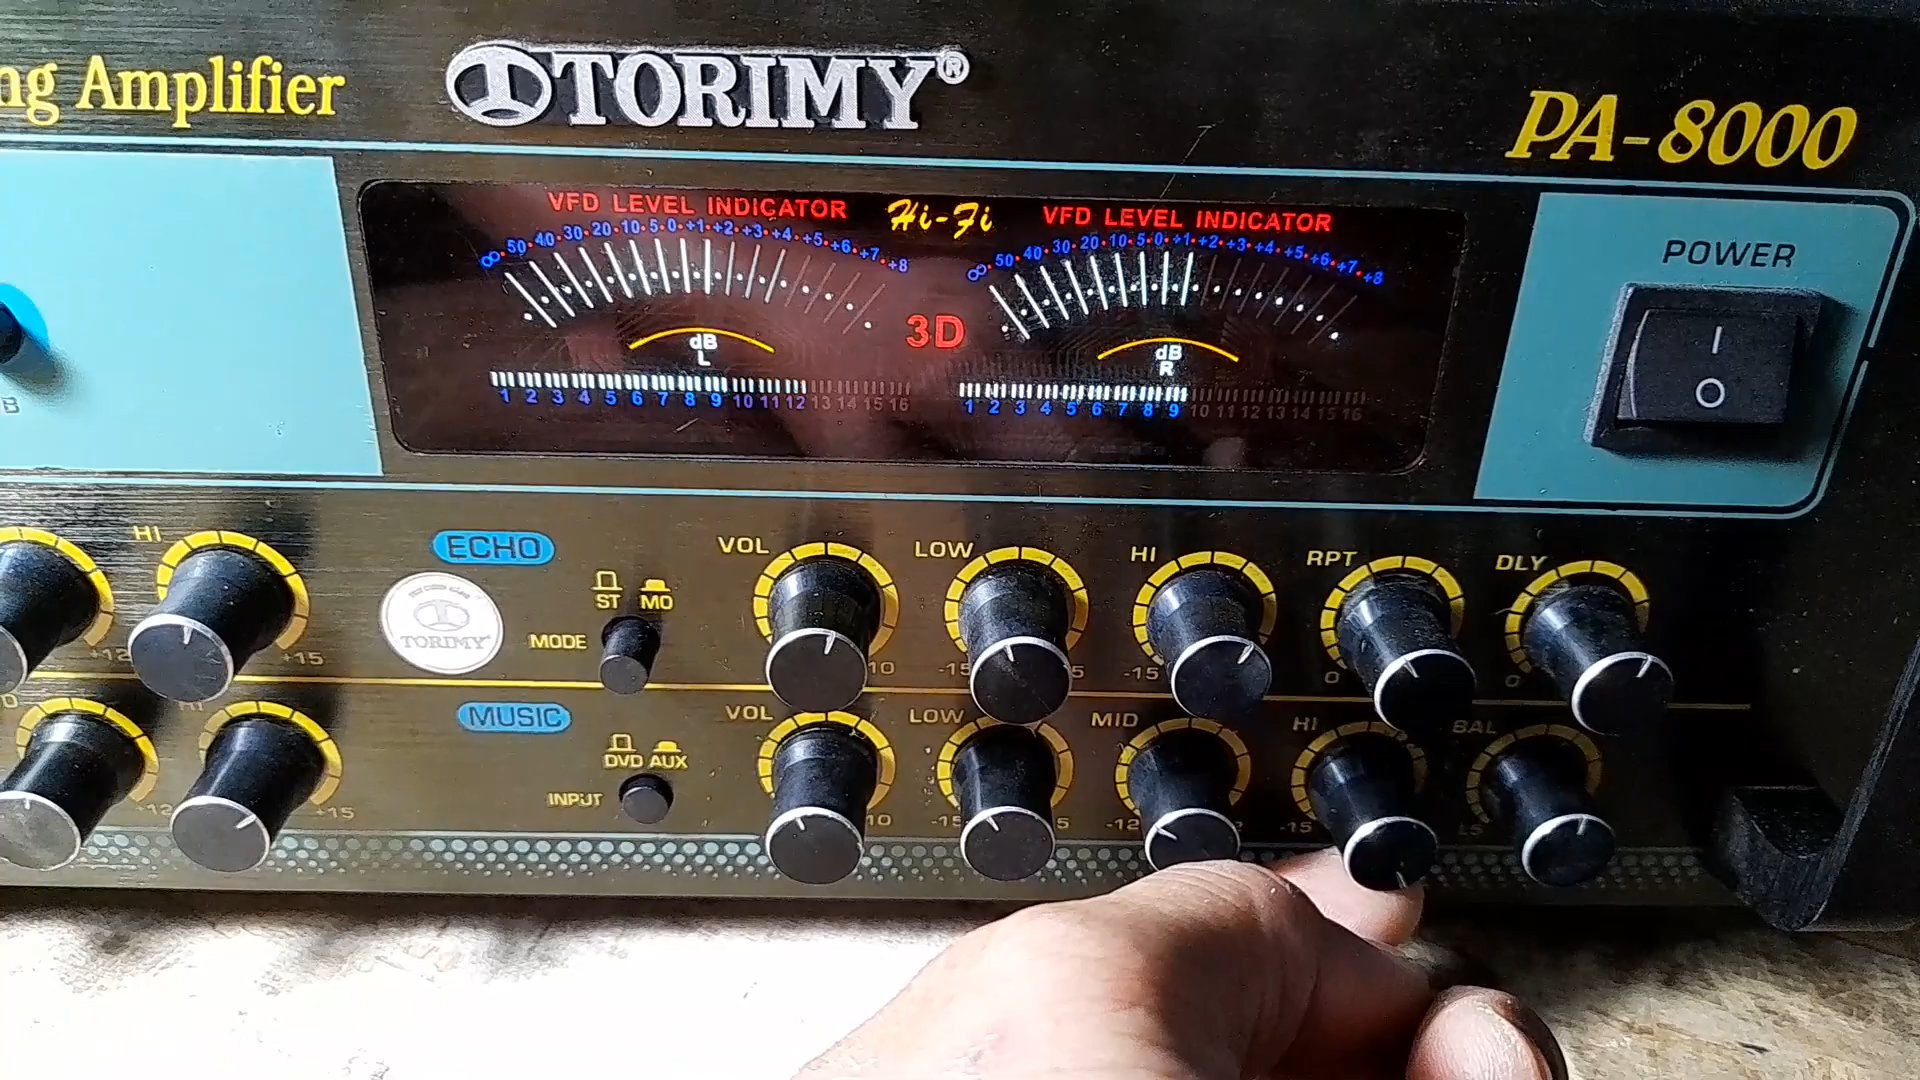 ng Amplifier
TORIMY®
PA-8000
VFD LEVEL INDICATOR
Hi-Fi
VFD LEVEL INDICATOR
∞ 50 40 30 20 10 5 0 +1 +2 +3 +4 +5 +6 +7 +8
∞ 50 40 30 20 10 5 0 +1 +2 +3 +4 +5 +6 +7 +8
3D
dB
L
dB
R
1 2 3 4 5 6 7 8 9 10 11 12 13 14 15 16
1 2 3 4 5 6 7 8 9 10 11 12 13 14 15 16
POWER
I
O
B
HI
+12
+15
ECHO
TORIMY
ST MO
MODE
VOL
10
LOW
-15
5
HI
-15
RPT
0
DLY
0
HI
+12
+15
MUSIC
DVD AUX
INPUT
VOL
10
LOW
-15
5
MID
-12
2
HI
-15
BAL